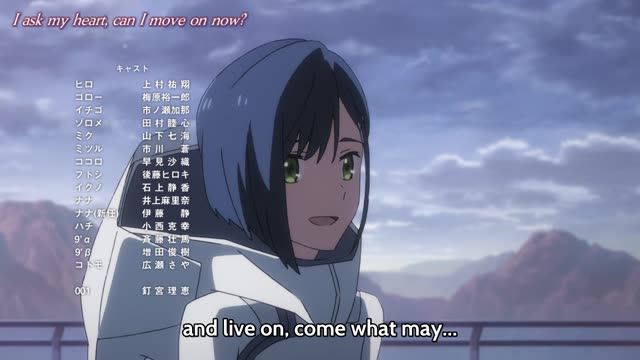 I ask my heart, can I move on now?
キャスト
ヒロ 上村祐翔
ゴロー 梅原裕一郎
イチゴ 市ノ瀬加那
ゾロメ 田村睦心
ミク 山下七海
ミツル 市川蒼
ココロ 早見沙織
フトシ 後藤ヒロキ
イクノ 石上静香
ナナ 井上麻里奈
ナナ(新任) 伊藤静
ハチ 小西克幸
9'α 斉藤壮馬
9'β 増田俊樹
コトモ 広瀬さや
001 釘宮理恵
and live on, come what may...